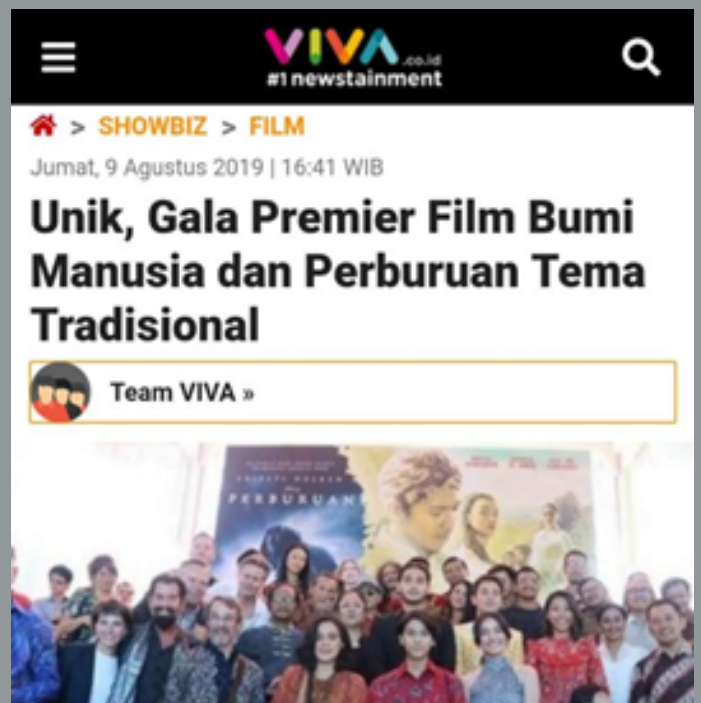 VIVA.co.id
#1 newstainment
> SHOWBIZ > FILM
Jumat, 9 Agustus 2019 | 16:41 WIB
Unik, Gala Premier Film Bumi
Manusia dan Perburuan Tema
Tradisional
Team VIVA »
PERBURUAN